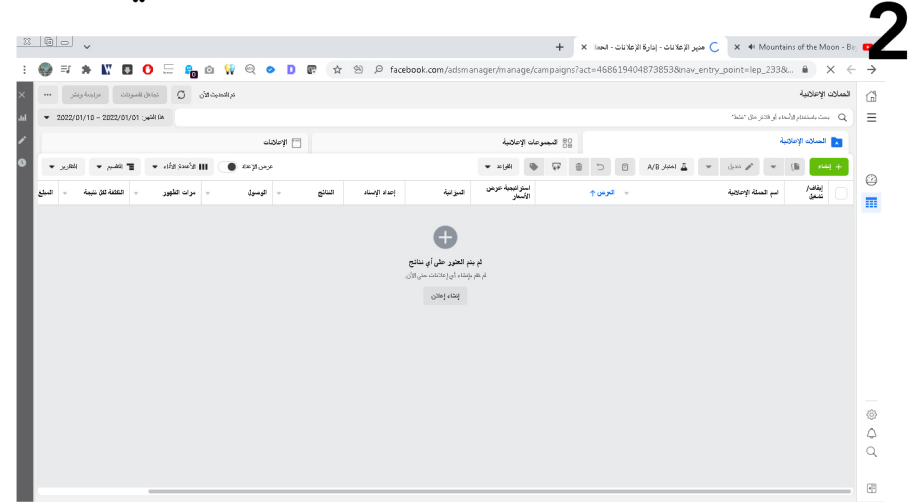 2
Mountains of the Moon - Ba
مدير الإعلانات - إدارة الإعلانات - الحملا
facebook.com/adsmanager/manage/campaigns?act=468619404873853&nav_entry_point=lep_233&...
الحملات الإعلانية
تم التحديث الآن
تجاهل المسودات
مراجعة ونشر
هذا الشهر: 2022/01/01 – 2022/01/10
الحملات الإعلانية
المجموعات الإعلانية
الإعلانات
+ إنشاء
تعديل
اختبار A/B
القواعد
عرض الإعداد
الأعمدة: الأداء
التقسيم
التقارير
إيقاف/
تشغيل
اسم الحملة الإعلانية
العرض ↑
استراتيجية عرض
الأسعار
الميزانية
إعداد الإسناد
النتائج
الوصول
مرات الظهور
التكلفة لكل نتيجة
المبلغ
لم يتم العثور على أي نتائج
لم تقم بإنشاء أي إعلانات حتى الآن.
إنشاء إعلان